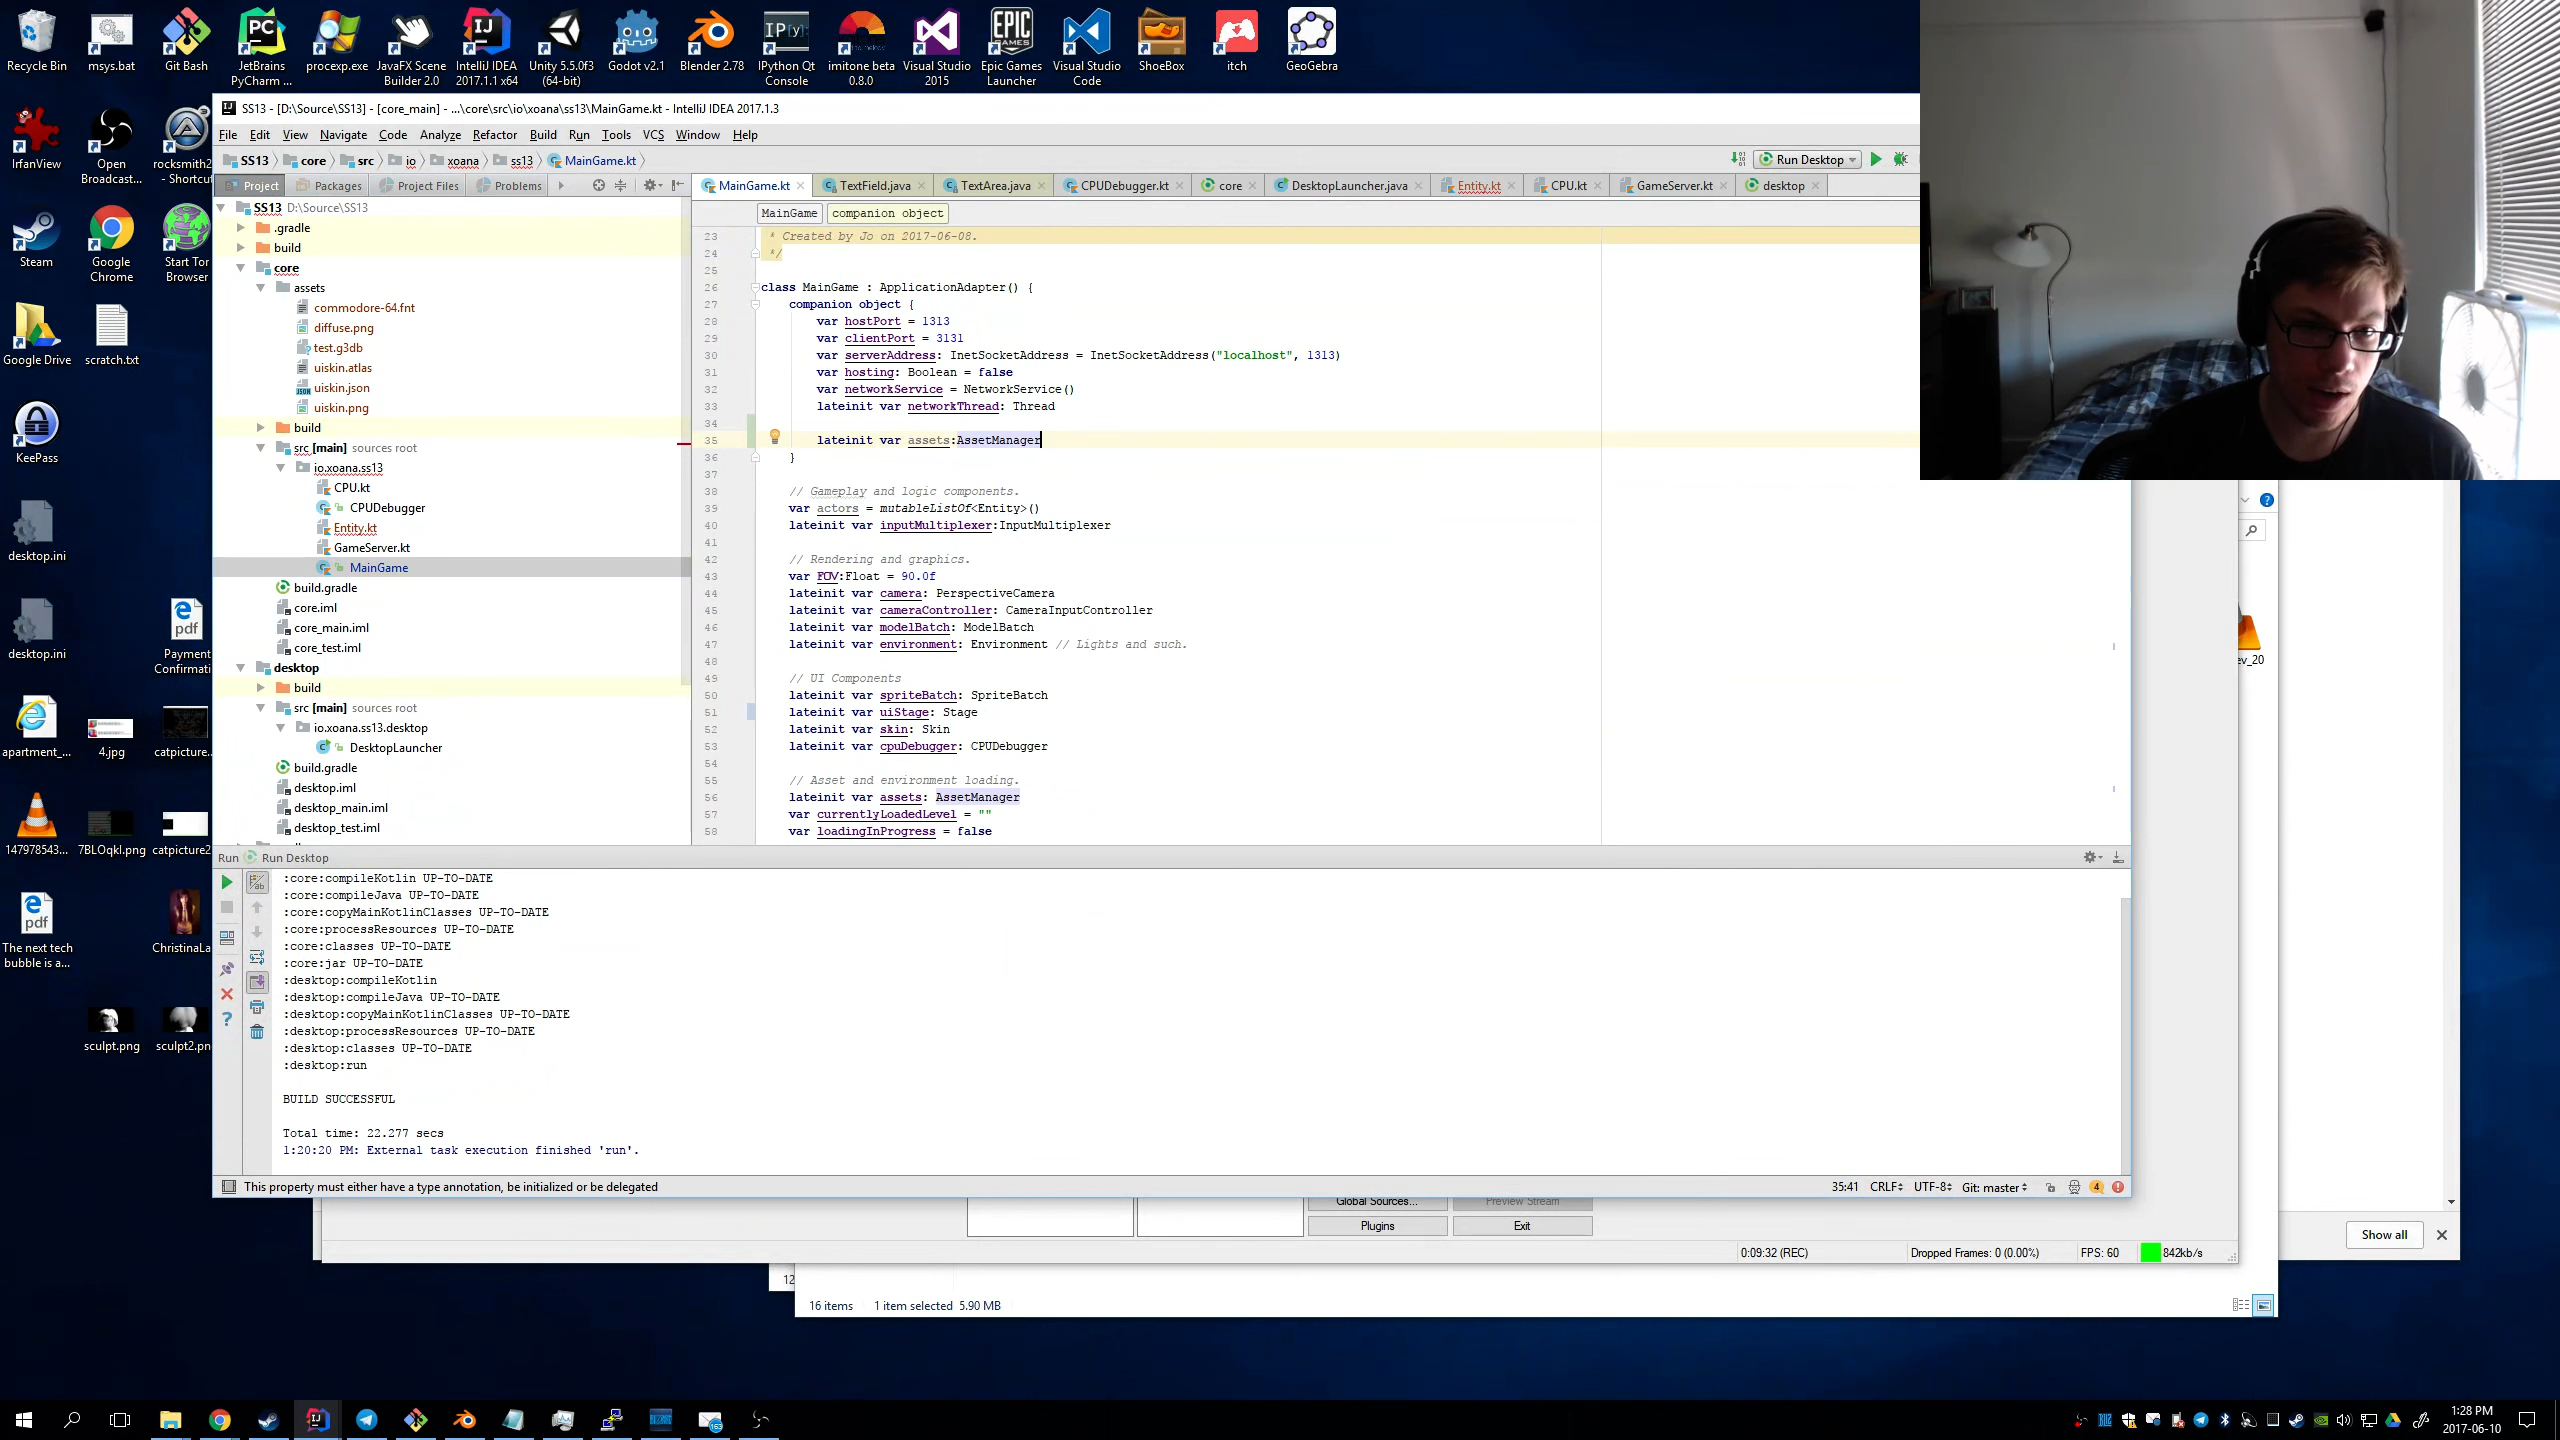 Recycle Bin
msys.bat
Git Bash
JetBrains PyCharm ...
procexp.exe
JavaFX Scene Builder 2.0
IntelliJ IDEA 2017.1.1 x64
Unity 5.5.0f3 (64-bit)
Godot v2.1
Blender 2.78
IPython Qt Console
imitone beta 0.8.0
Visual Studio 2015
Epic Games Launcher
Visual Studio Code
ShoeBox
itch
GeoGebra
IrfanView
Open Broadcast...
rocksmith2 - Shortcut
Steam
Google Chrome
Start Tor Browser
Google Drive
scratch.txt
KeePass
desktop.ini
desktop.ini
Payment Confirmati
apartment_...
4.jpg
catpicture..
147978543...
7BLOqkI.png
catpicture2
The next tech bubble is a...
ChristinaLa
sculpt.png
sculpt2.pn
SS13 - [D:\Source\SS13] - [core_main] - ...\core\src\io\xoana\ss13\MainGame.kt - IntelliJ IDEA 2017.1.3
File Edit View Navigate Code Analyze Refactor Build Run Tools VCS Window Help
SS13 core src io xoana ss13 MainGame.kt
Run Desktop
Project Packages Project Files Problems
MainGame.kt TextField.java TextArea.java CPUDebugger.kt core DesktopLauncher.java Entity.kt CPU.kt GameServer.kt desktop
MainGame companion object
SS13 D:\Source\SS13
.gradle
build
core
assets
commodore-64.fnt
diffuse.png
test.g3db
uiskin.atlas
uiskin.json
uiskin.png
build
src [main] sources root
io.xoana.ss13
CPU.kt
CPUDebugger
Entity.kt
GameServer.kt
MainGame
build.gradle
core.iml
core_main.iml
core_test.iml
desktop
build
src [main] sources root
io.xoana.ss13.desktop
DesktopLauncher
build.gradle
desktop.iml
desktop_main.iml
desktop_test.iml
23 * Created by Jo on 2017-06-08.
24 */
25
26 class MainGame : ApplicationAdapter() {
27 companion object {
28 var hostPort = 1313
29 var clientPort = 3131
30 var serverAddress: InetSocketAddress = InetSocketAddress("localhost", 1313)
31 var hosting: Boolean = false
32 var networkService = NetworkService()
33 lateinit var networkThread: Thread
34
35 lateinit var assets:AssetManager
36 }
37
38 // Gameplay and logic components.
39 var actors = mutableListOf<Entity>()
40 lateinit var inputMultiplexer:InputMultiplexer
41
42 // Rendering and graphics.
43 var FOV:Float = 90.0f
44 lateinit var camera: PerspectiveCamera
45 lateinit var cameraController: CameraInputController
46 lateinit var modelBatch: ModelBatch
47 lateinit var environment: Environment // Lights and such.
48
49 // UI Components
50 lateinit var spriteBatch: SpriteBatch
51 lateinit var uiStage: Stage
52 lateinit var skin: Skin
53 lateinit var cpuDebugger: CPUDebugger
54
55 // Asset and environment loading.
56 lateinit var assets: AssetManager
57 var currentlyLoadedLevel = ""
58 var loadingInProgress = false
Run Run Desktop
:core:compileKotlin UP-TO-DATE
:core:compileJava UP-TO-DATE
:core:copyMainKotlinClasses UP-TO-DATE
:core:processResources UP-TO-DATE
:core:classes UP-TO-DATE
:core:jar UP-TO-DATE
:desktop:compileKotlin
:desktop:compileJava UP-TO-DATE
:desktop:copyMainKotlinClasses UP-TO-DATE
:desktop:processResources UP-TO-DATE
:desktop:classes UP-TO-DATE
:desktop:run
BUILD SUCCESSFUL
Total time: 22.277 secs
1:20:20 PM: External task execution finished 'run'.
This property must either have a type annotation, be initialized or be delegated
35:41 CRLF UTF-8 Git: master 4
Global Sources... Preview Stream
Plugins Exit
0:09:32 (REC) Dropped Frames: 0 (0.00%) FPS: 60 842kb/s
ev_20
Show all
12
16 items 1 item selected 5.90 MB
153
1:28 PM
2017-06-10